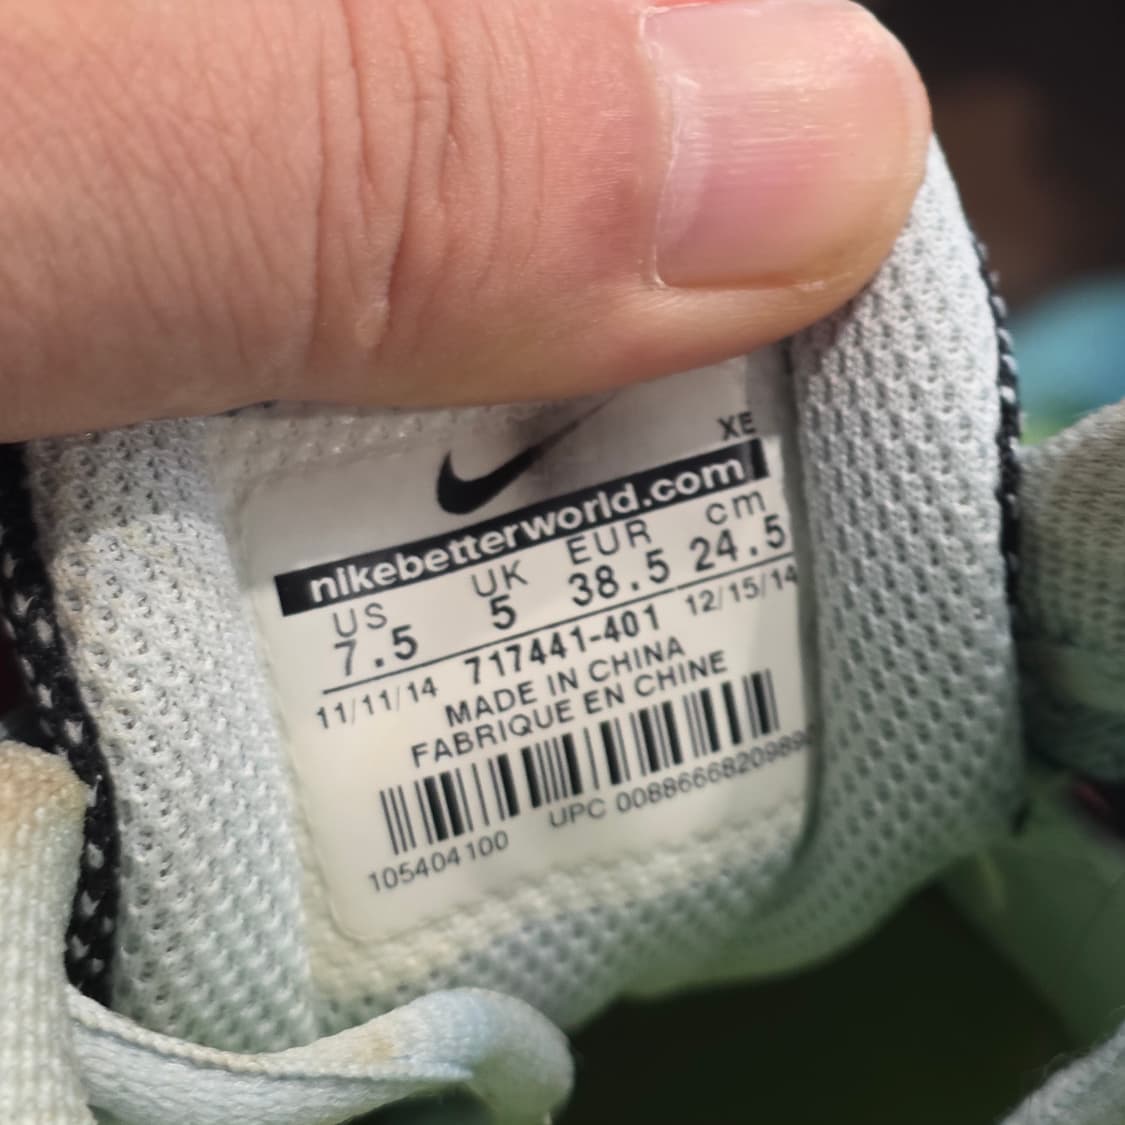 XE
nikebetterworld.com
US UK EUR cm
7.5 5 38.5 24.5
11/11/14 717441-401 12/15/14
MADE IN CHINA
FABRIQUE EN CHINE
105404100 UPC